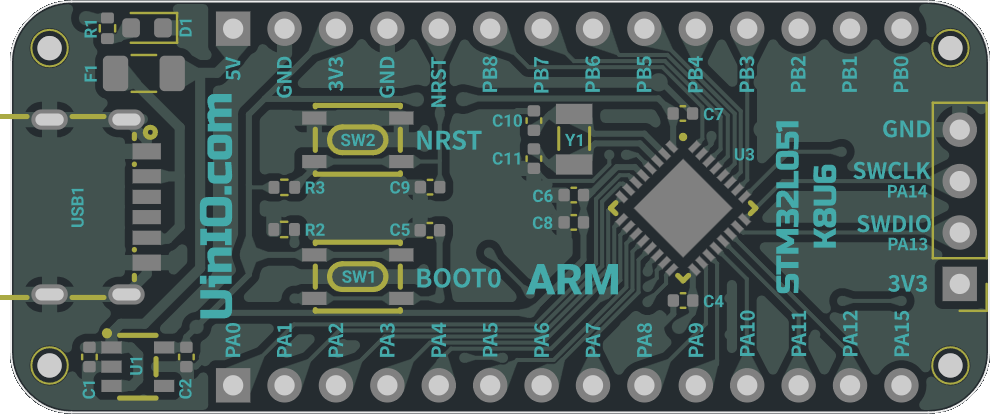 R1
D1
F1
5V
GND
3V3
GND
NRST
PB8
PB7
PB6
PB5
PB4
PB3
PB2
PB1
PB0
SW2
NRST
C10
Y1
C11
C7
U3
STM32L051
K8U6
GND
SWCLK
PA14
SWDIO
PA13
3V3
USB1
UinIO.com
R3
C9
C6
C8
R2
C5
SW1
BOOT0
ARM
C4
U1
C1
C2
PA0
PA1
PA2
PA3
PA4
PA5
PA6
PA7
PA8
PA9
PA10
PA11
PA12
PA15